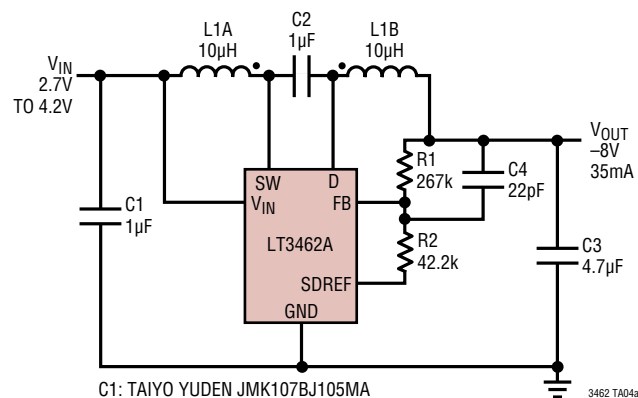 L1A
10µH
C2
1µF
L1B
10µH
VIN
2.7V
TO 4.2V
VOUT
–8V
35mA
R1
267k
C4
22pF
SW
D
VIN
FB
C1
1µF
LT3462A
R2
42.2k
C3
4.7µF
SDREF
GND
C1: TAIYO YUDEN JMK107BJ105MA
3462 TA04a